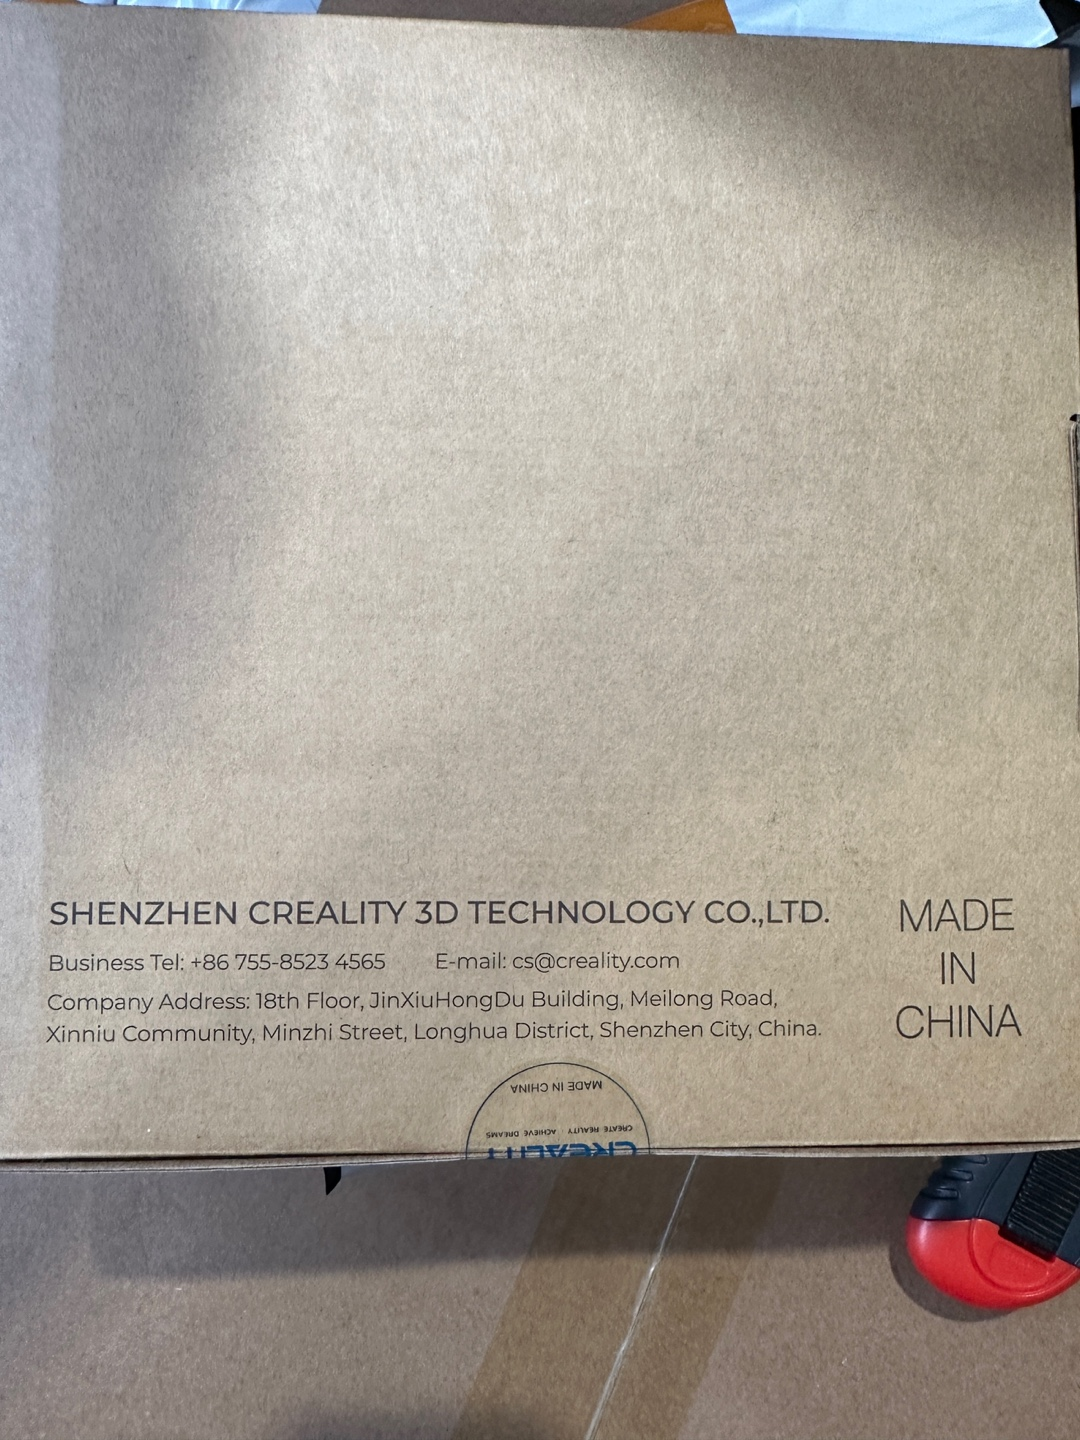 SHENZHEN CREALITY 3D TECHNOLOGY CO.,LTD.
Business Tel: +86 755-8523 4565 E-mail: cs@creality.com
Company Address: 18th Floor, JinXiuHongDu Building, Meilong Road,
Xinniu Community, Minzhi Street, Longhua District, Shenzhen City, China.
MADE
IN
CHINA
CREALITY
CREATE REALITY ACHIEVE DREAMS
MADE IN CHINA